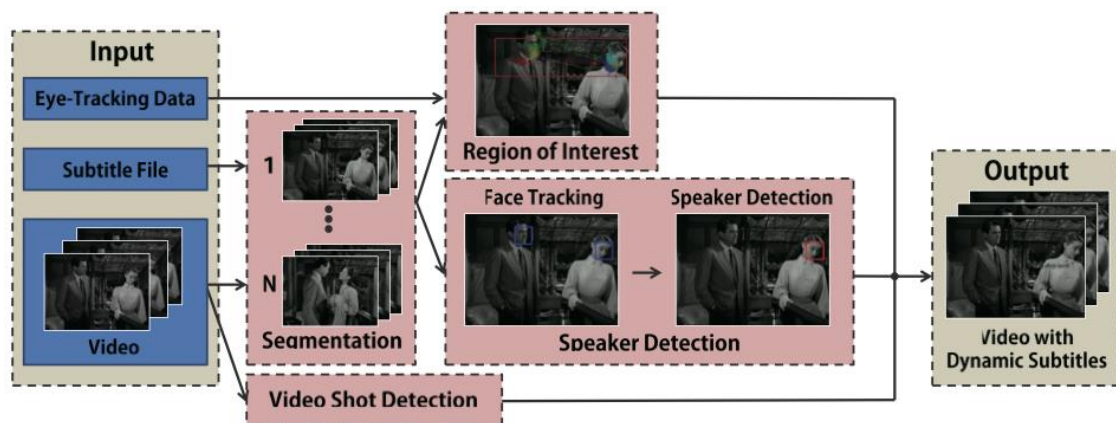 Input
Eye-Tracking Data
Subtitle File
Video
1
N
Segmentation
Region of Interest
Face Tracking
Speaker Detection
Speaker Detection
Video Shot Detection
Output
Video with
Dynamic Subtitles